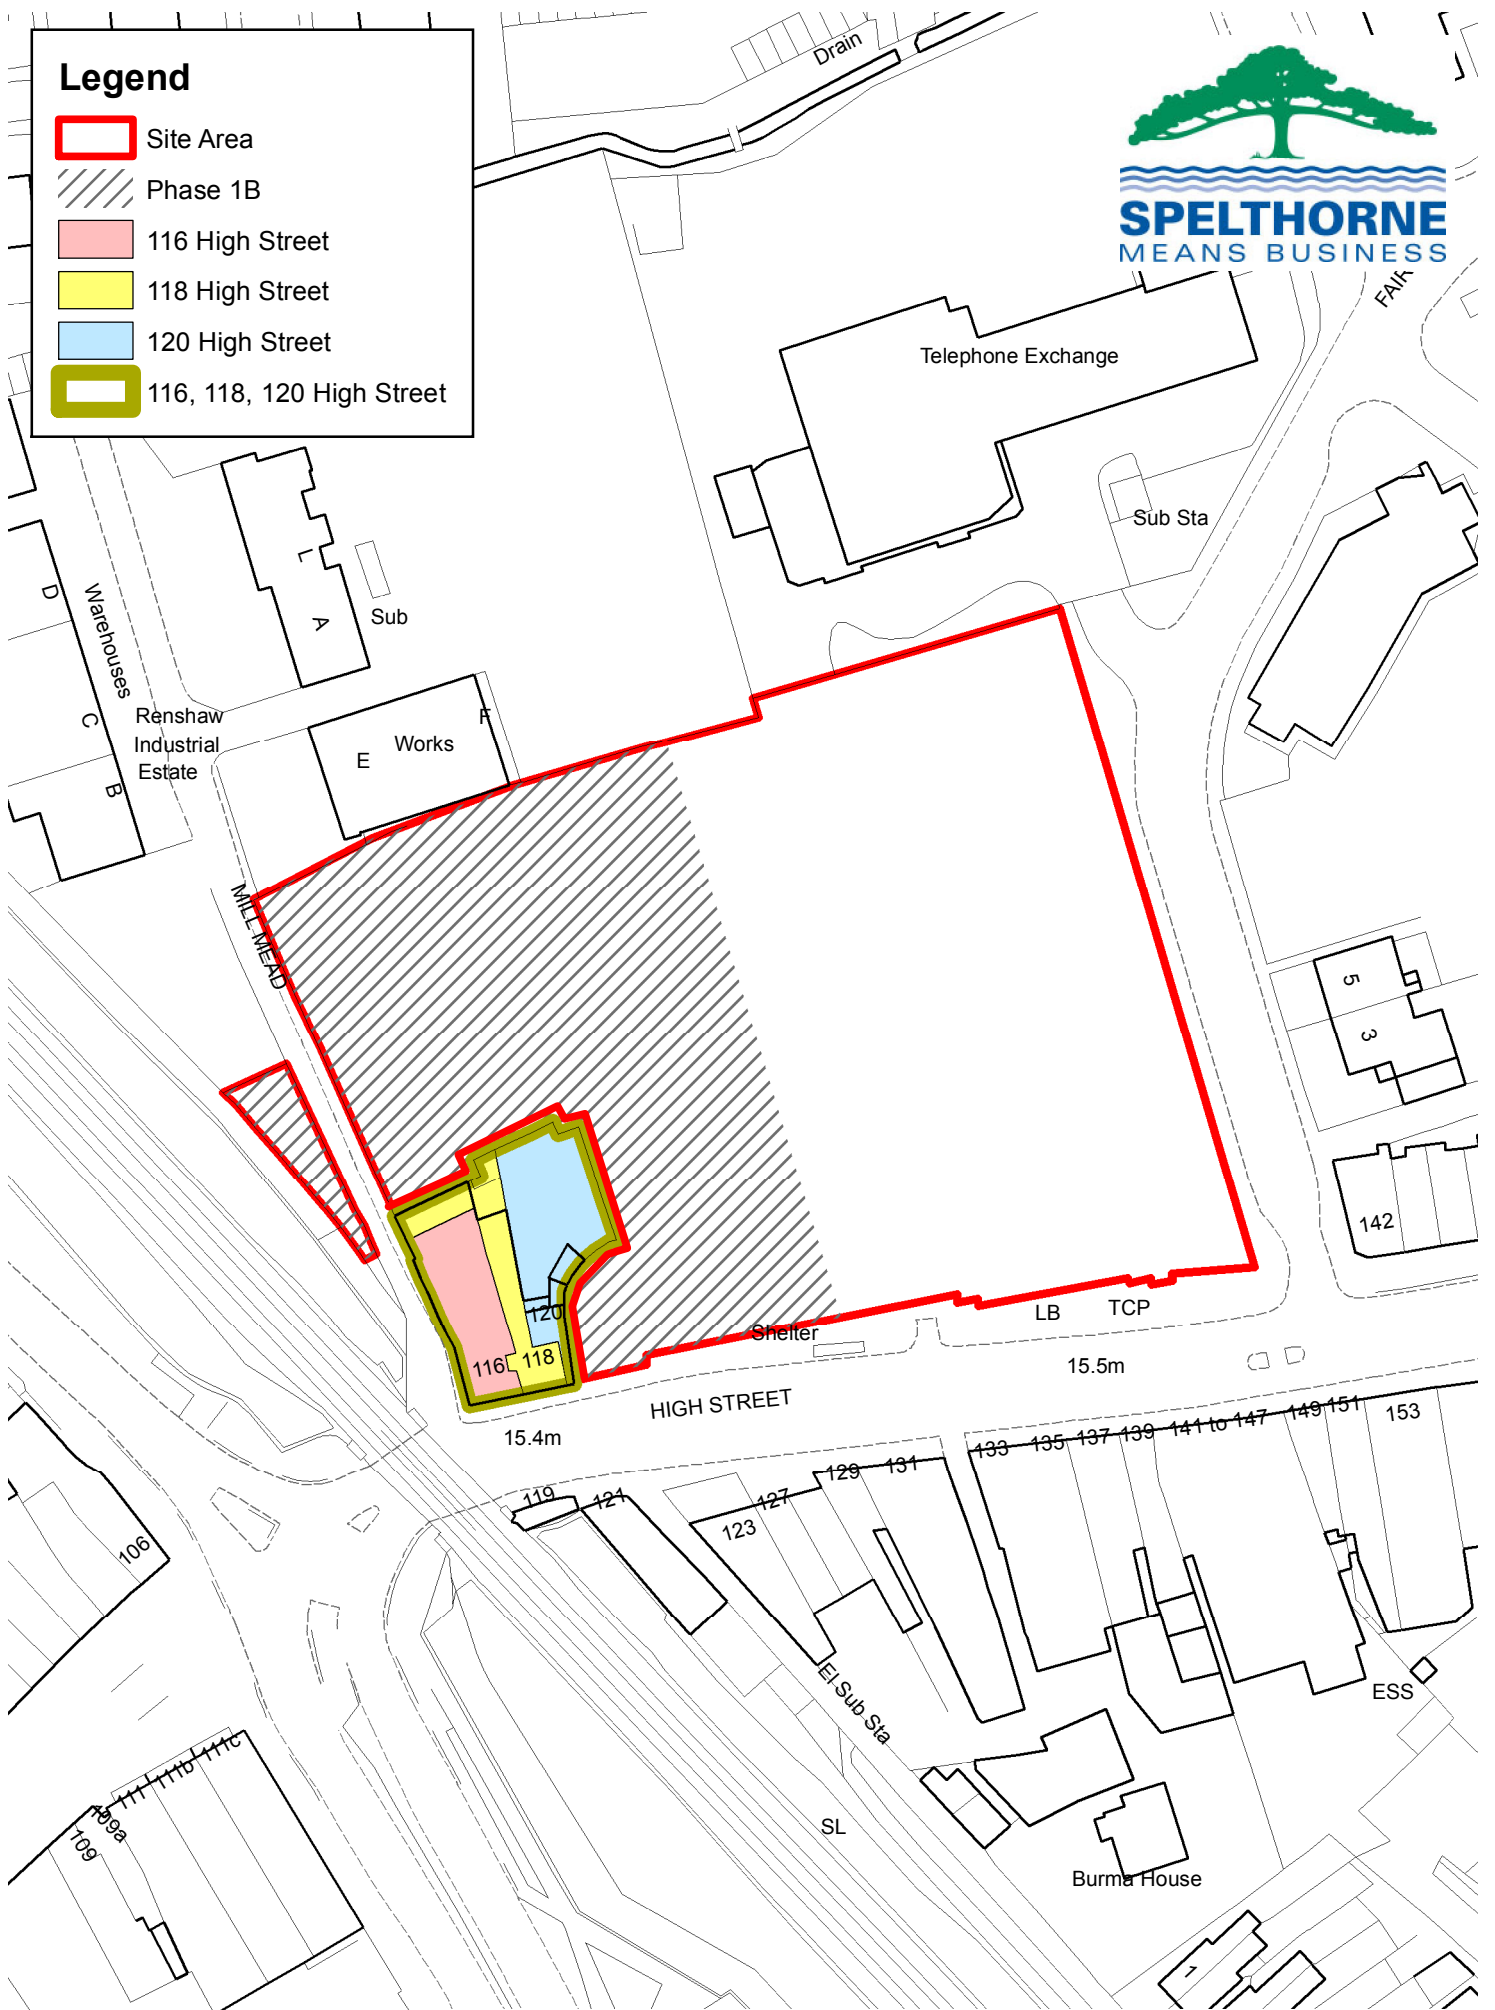 Legend
Site Area
Phase 1B
116 High Street
118 High Street
120 High Street
116, 118, 120 High Street
Drain
SPELTHORNE
MEANS BUSINESS
FAIR
Telephone Exchange
Sub Sta
L
A
Sub
D
Warehouses
C
B
Renshaw
Industrial
Estate
F
E
Works
MILL MEAD
5
3
142
120
116
118
Shelter
LB
TCP
15.5m
HIGH STREET
15.4m
119
121
123
127
129
131
133
135
137
139
141 to 147
149
151
153
106
El Sub Sta
ESS
111c
111b
111
109a
109
SL
Burma House
1